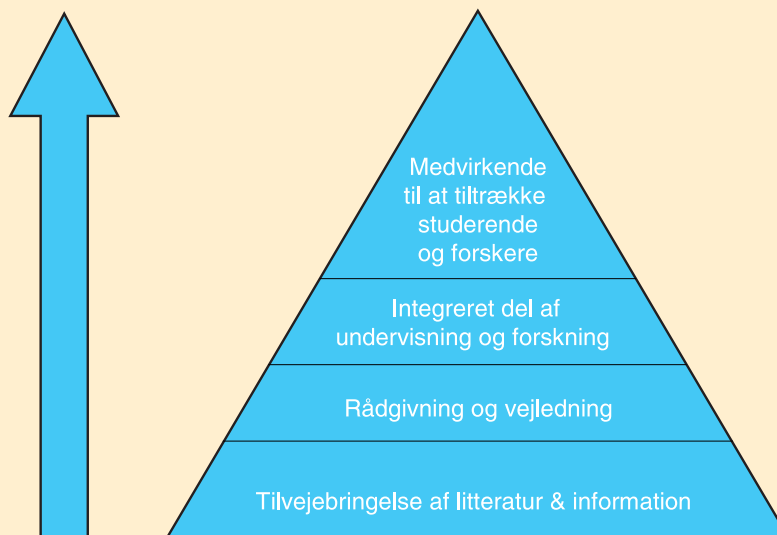 Medvirkende
til at tiltrække
studerende
og forskere
Integreret del af
undervisning og forskning
Rådgivning og vejledning
Tilvejebringelse af litteratur & information